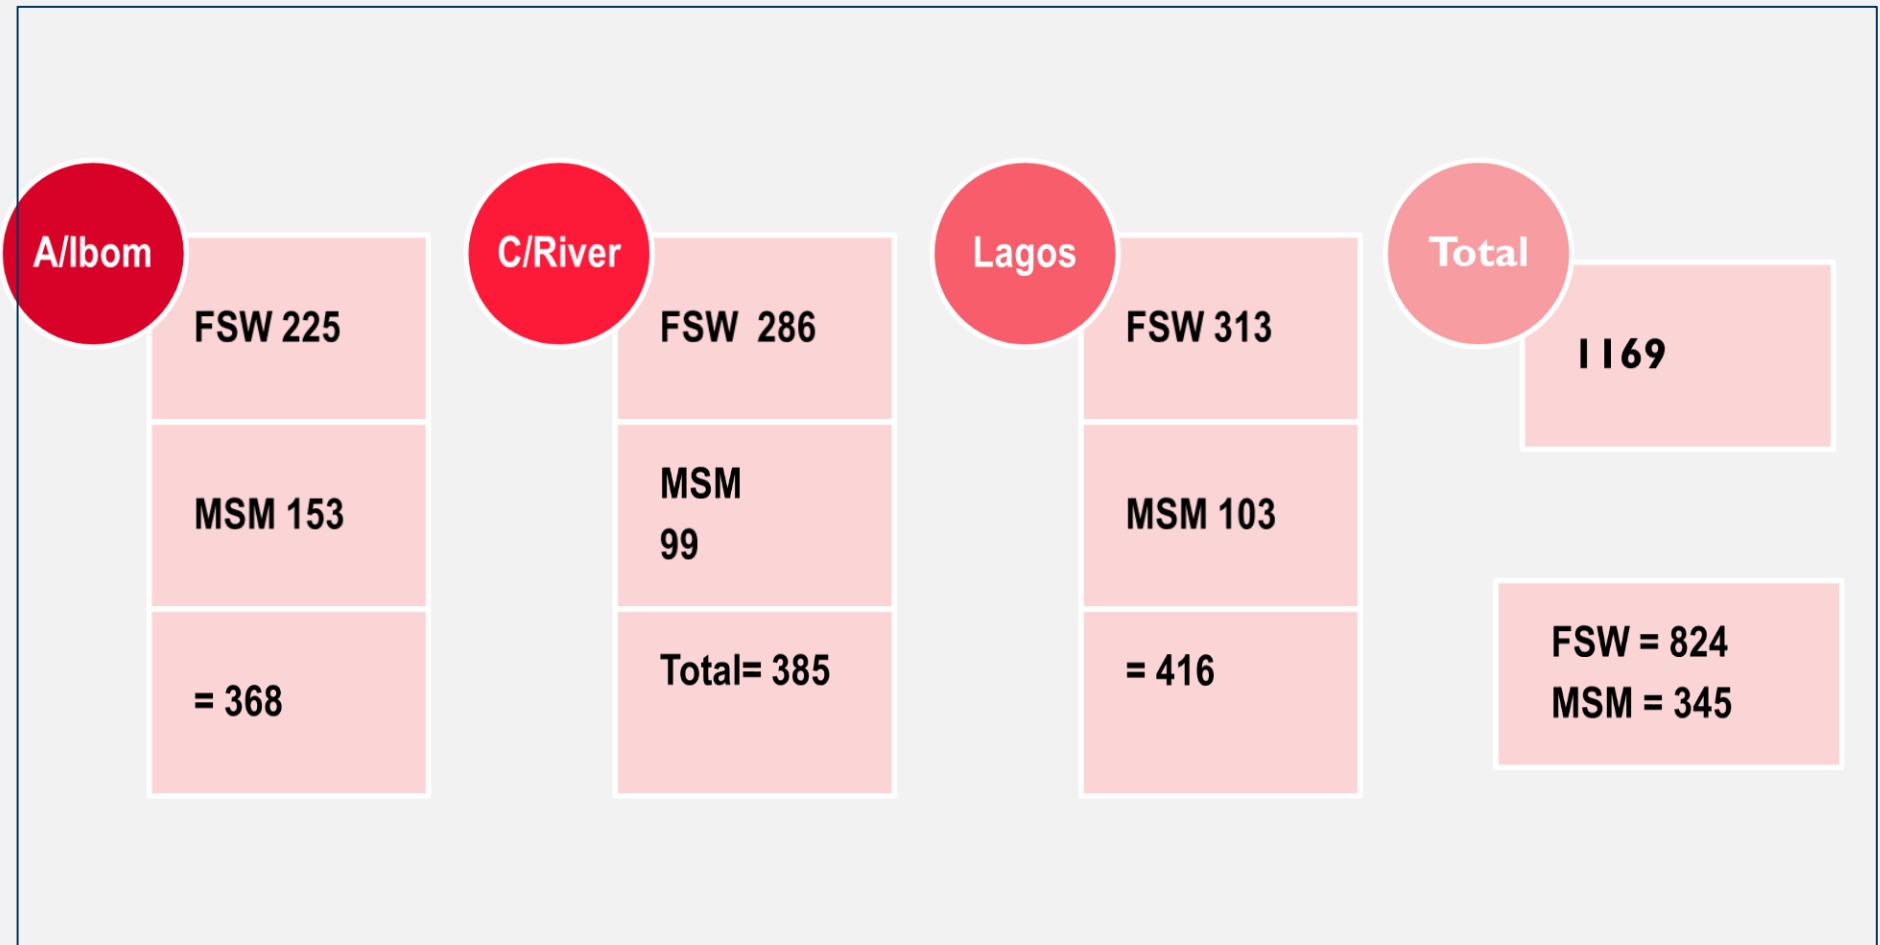 A/Ibom
FSW 225
MSM 153
= 368
C/River
FSW  286
MSM
99
Total= 385
Lagos
FSW 313
MSM 103
= 416
Total
1169
FSW = 824
MSM = 345